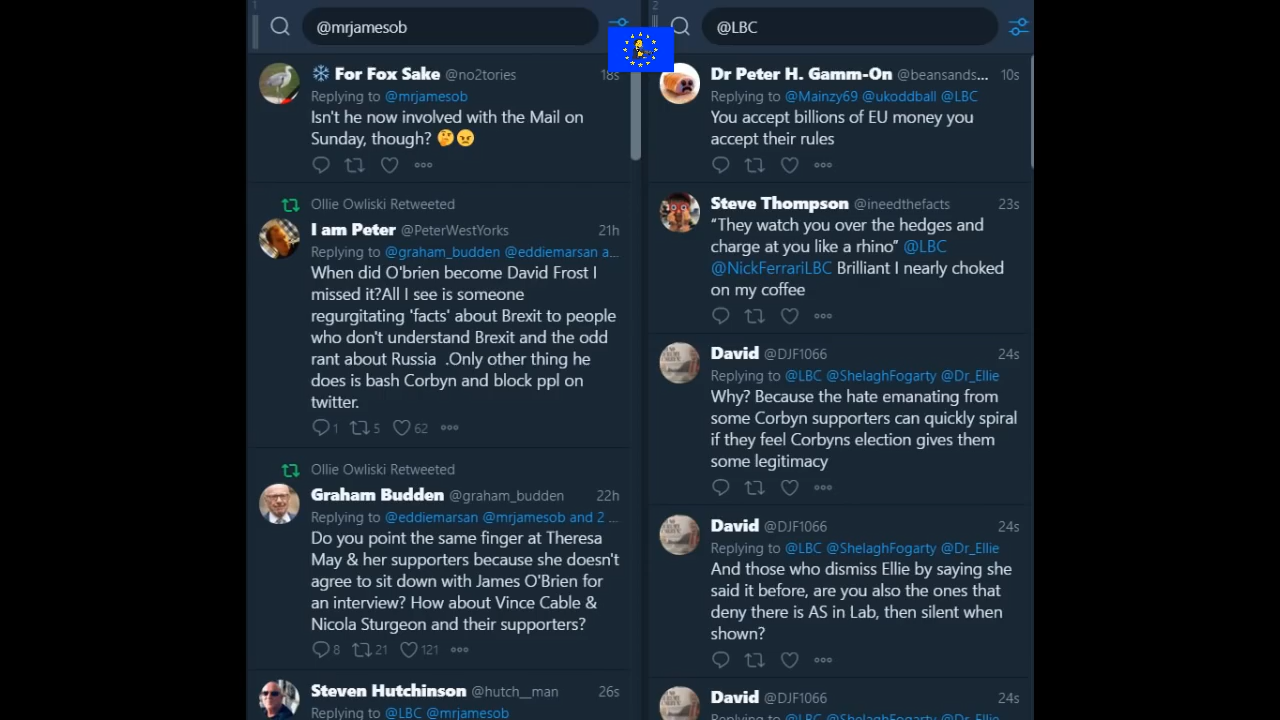 1
@mrjamesob
For Fox Sake @no2tories 18s
Replying to @mrjamesob
Isn't he now involved with the Mail on
Sunday, though? 🤔😠
Ollie Owliski Retweeted
I am Peter @PeterWestYorks 21h
Replying to @graham_budden @eddiemarsan a...
When did O'brien become David Frost I
missed it?All I see is someone
regurgitating 'facts' about Brexit to people
who don't understand Brexit and the odd
rant about Russia .Only other thing he
does is bash Corbyn and block ppl on
twitter.
1 5 62
Ollie Owliski Retweeted
Graham Budden @graham_budden 22h
Replying to @eddiemarsan @mrjamesob and 2 ...
Do you point the same finger at Theresa
May & her supporters because she doesn't
agree to sit down with James O'Brien for
an interview? How about Vince Cable &
Nicola Sturgeon and their supporters?
8 21 121
Steven Hutchinson @hutch__man 26s
Replying to @LBC @mrjamesob
2
@LBC
Dr Peter H. Gamm-On @beansands... 10s
Replying to @Mainzy69 @ukoddball @LBC
You accept billions of EU money you
accept their rules
Steve Thompson @ineedthefacts 23s
“They watch you over the hedges and
charge at you like a rhino” @LBC
@NickFerrariLBC Brilliant I nearly choked
on my coffee
David @DJF1066 24s
Replying to @LBC @ShelaghFogarty @Dr_Ellie
Why? Because the hate emanating from
some Corbyn supporters can quickly spiral
if they feel Corbyns election gives them
some legitimacy
David @DJF1066 24s
Replying to @LBC @ShelaghFogarty @Dr_Ellie
And those who dismiss Ellie by saying she
said it before, are you also the ones that
deny there is AS in Lab, then silent when
shown?
David @DJF1066 24s
Replying to @LBC @ShelaghFogarty @Dr_Ellie